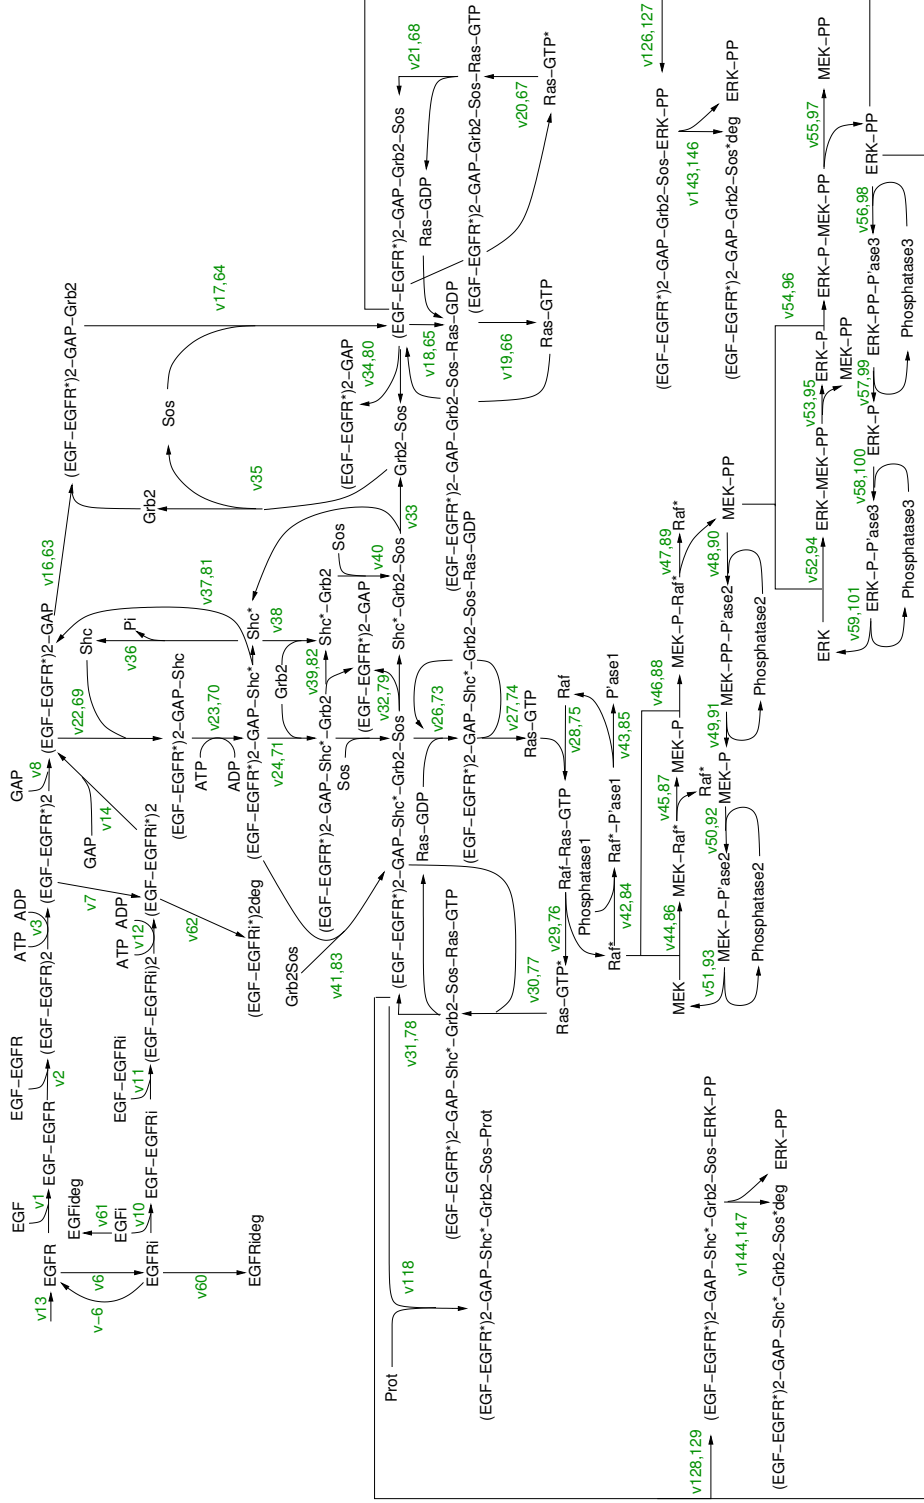 v13
EGFR
v1
EGF
EGF−EGFR
v2
EGF−EGFR
(EGF−EGFR)2
v3
ATP
ADP
(EGF−EGFR*)2
v8
GAP
(EGF−EGFR*)2−GAP
v16,63
(EGF−EGFR*)2−GAP−Grb2
v−6
v6
EGFRi
v60
EGFRideg
EGFideg
v61
EGFi
v10
EGF−EGFRi
v11
EGF−EGFRi
(EGF−EGFRi)2
v12
ATP
ADP
(EGF−EGFRi*)2
v7
v14
GAP
v62
(EGF−EGFRi*)2deg
v22,69
Shc
v36
Pi
(EGF−EGFR*)2−GAP−Shc
v23,70
ATP
ADP
v37,81
(EGF−EGFR*)2−GAP−Shc*
Shc*
v38
v24,71
Grb2
(EGF−EGFR*)2−GAP−Shc*−Grb2
v39,82
Shc*−Grb2
Sos
v40
Grb2Sos
v41,83
Sos
(EGF−EGFR*)2−GAP
v32,79
(EGF−EGFR*)2−GAP−Shc*−Grb2−Sos
Shc*−Grb2−Sos
v33
Grb2−Sos
v35
Grb2
Sos
v17,64
(EGF−EGFR*)2−GAP
v34,80
(EGF−EGFR*)2−GAP−Grb2−Sos
v21,68
v18,65
Ras−GDP
(EGF−EGFR*)2−GAP−Grb2−Sos−Ras−GDP
(EGF−EGFR*)2−GAP−Grb2−Sos−Ras−GTP
v19,66
Ras−GTP
v20,67
Ras−GTP*
Ras−GDP
v26,73
(EGF−EGFR*)2−GAP−Shc*−Grb2−Sos−Ras−GDP
v27,74
Ras−GTP
v31,78
(EGF−EGFR*)2−GAP−Shc*−Grb2−Sos−Ras−GTP
v30,77
Ras−GTP*
v29,76
Raf−Ras−GTP
v28,75
Raf
Prot
v118
(EGF−EGFR*)2−GAP−Shc*−Grb2−Sos−Prot
Phosphatase1
Raf*
v42,84
Raf*−P'ase1
v43,85
P'ase1
v44,86
MEK
MEK−Raf*
v45,87
Raf*
MEK−P
v46,88
MEK−P−Raf*
v47,89
Raf*
v51,93
MEK−P−P'ase2
v50,92
MEK−P
v49,91
MEK−PP−P'ase2
v48,90
MEK−PP
Phosphatase2
Phosphatase2
ERK
v52,94
ERK−MEK−PP
v53,95
MEK−PP
ERK−P
v54,96
ERK−P−MEK−PP
v55,97
MEK−PP
v59,101
ERK−P−P'ase3
v58,100
ERK−P
v57,99
ERK−PP−P'ase3
v56,98
ERK−PP
Phosphatase3
Phosphatase3
v126,127
(EGF−EGFR*)2−GAP−Grb2−Sos−ERK−PP
v143,146
(EGF−EGFR*)2−GAP−Grb2−Sos*deg
ERK−PP
v128,129
(EGF−EGFR*)2−GAP−Shc*−Grb2−Sos−ERK−PP
v144,147
(EGF−EGFR*)2−GAP−Shc*−Grb2−Sos*deg
ERK−PP